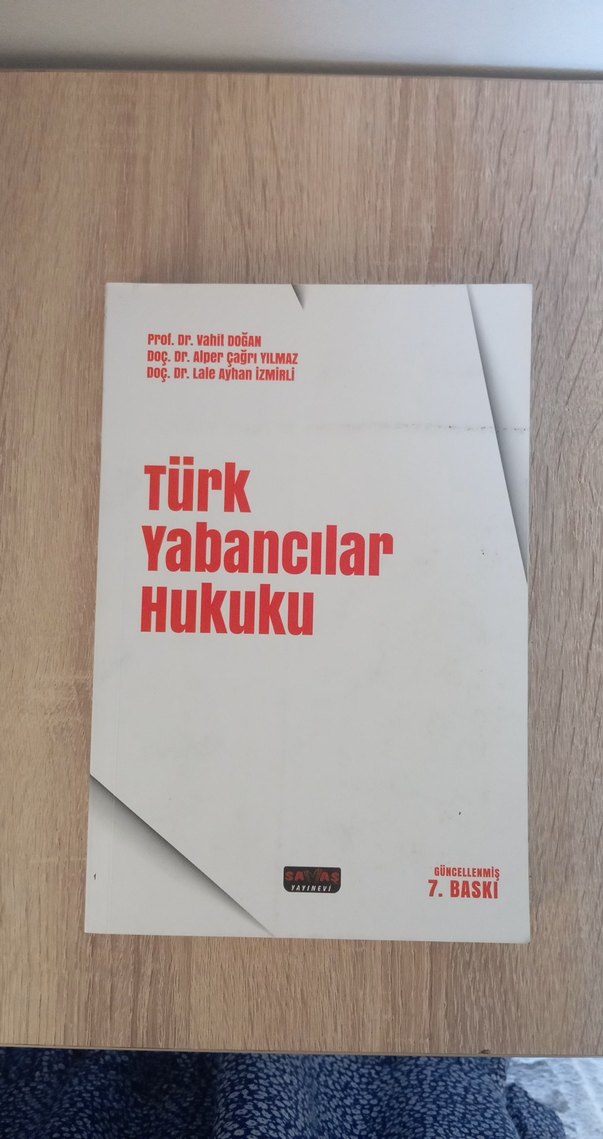 Prof. Dr. Vahit DOĞAN
Doç. Dr. Alper Çağrı YILMAZ
Doç. Dr. Lale Ayhan İZMİRLİ
Türk
Yabancılar
Hukuku
SAVAŞ
YAYINEVİ
GÜNCELLENMİŞ
7. BASKI